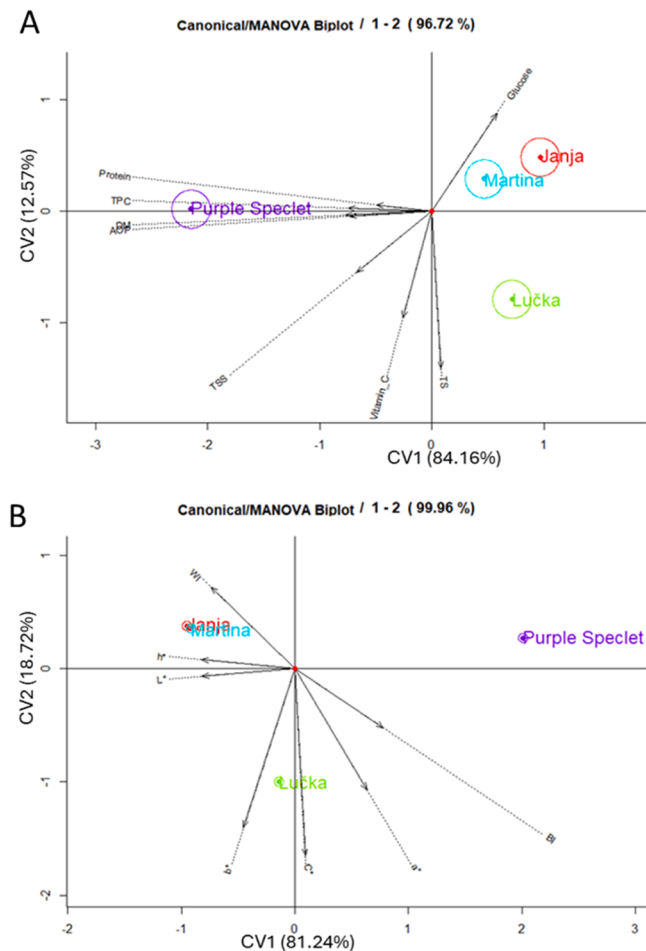 A
Canonical/MANOVA Biplot / 1 - 2 ( 96.72 %)
CV2 (12.57%)
1
0
-1
Glucose
Janja
Martina
Protein
TPC
Purple Speclet
DM
AOP
Lučka
TSS
Vitamin_C
TS
-3 -2 -1 0 1
CV1 (84.16%)
B
Canonical/MANOVA Biplot / 1 - 2 ( 99.96 %)
CV2 (18.72%)
1
0
-1
-2
WI
Janja
Martina
Purple Speclet
h*
L*
Lučka
BI
b*
C*
a*
-2 -1 0 1 2 3
CV1 (81.24%)